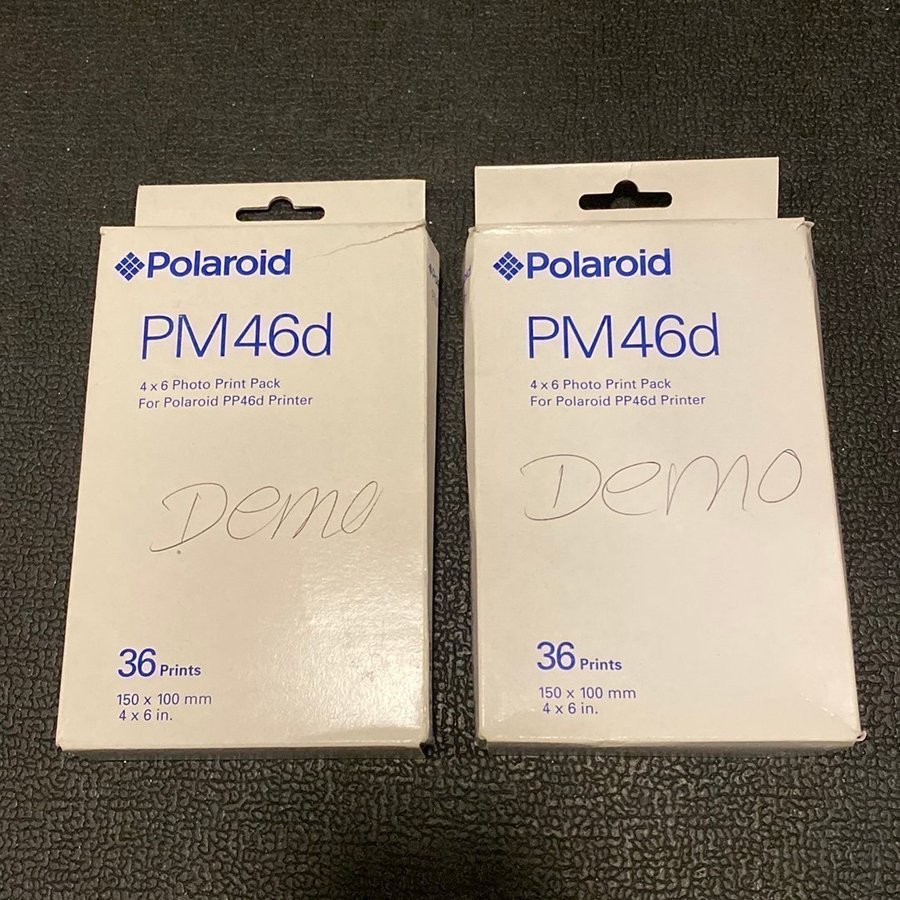 Polaroid
PM46d
4 x 6 Photo Print Pack
For Polaroid PP46d Printer
Demo
36 Prints
150 x 100 mm
4 x 6 in.
Polaroid
PM46d
4 x 6 Photo Print Pack
For Polaroid PP46d Printer
Demo
36 Prints
150 x 100 mm
4 x 6 in.